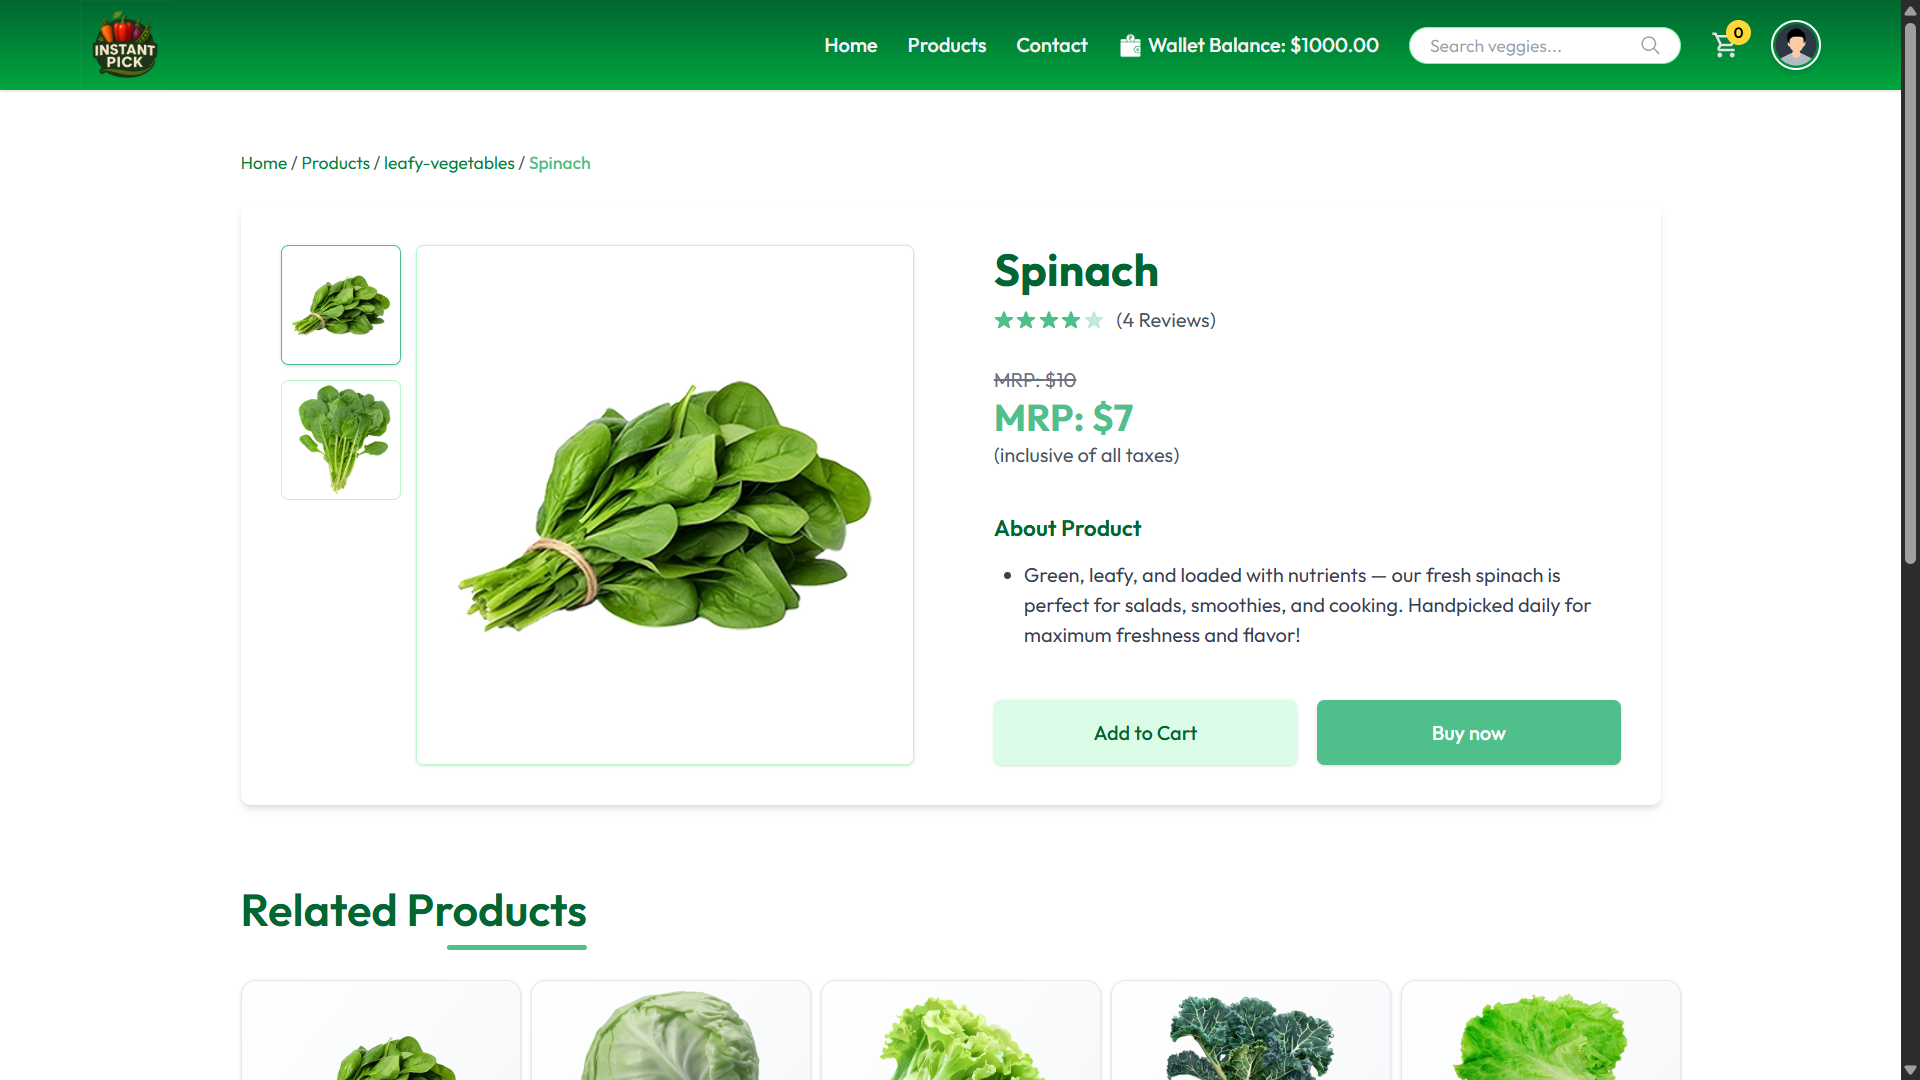 INSTANT
PICK
Home
Products
Contact
Wallet Balance: $1000.00
Search veggies...
0
Home / Products / leafy-vegetables / Spinach
Spinach
(4 Reviews)
MRP: $10
MRP: $7
(inclusive of all taxes)
About Product
Green, leafy, and loaded with nutrients — our fresh spinach is
perfect for salads, smoothies, and cooking. Handpicked daily for
maximum freshness and flavor!
Add to Cart
Buy now
Related Products